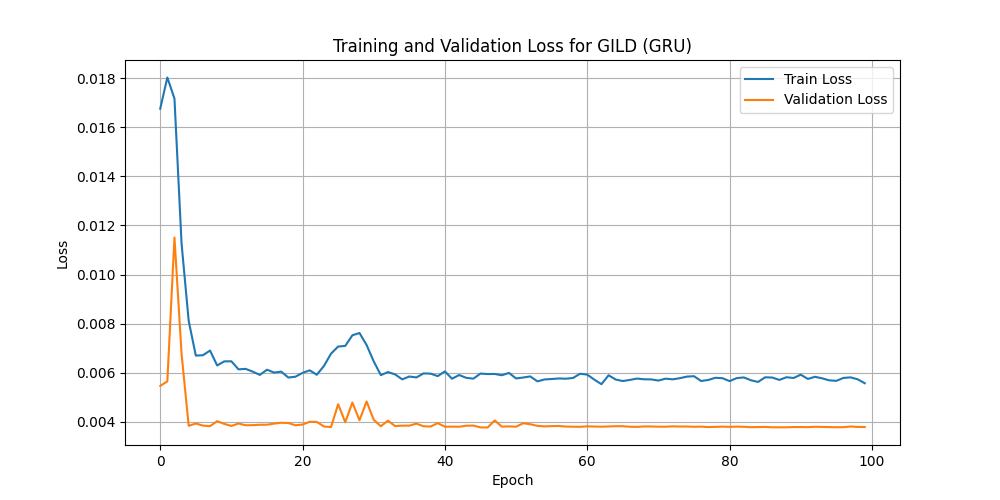 Training and Validation Loss for GILD (GRU)
Train Loss
Validation Loss
Loss
0.018
0.016
0.014
0.012
0.010
0.008
0.006
0.004
0 20 40 60 80 100
Epoch